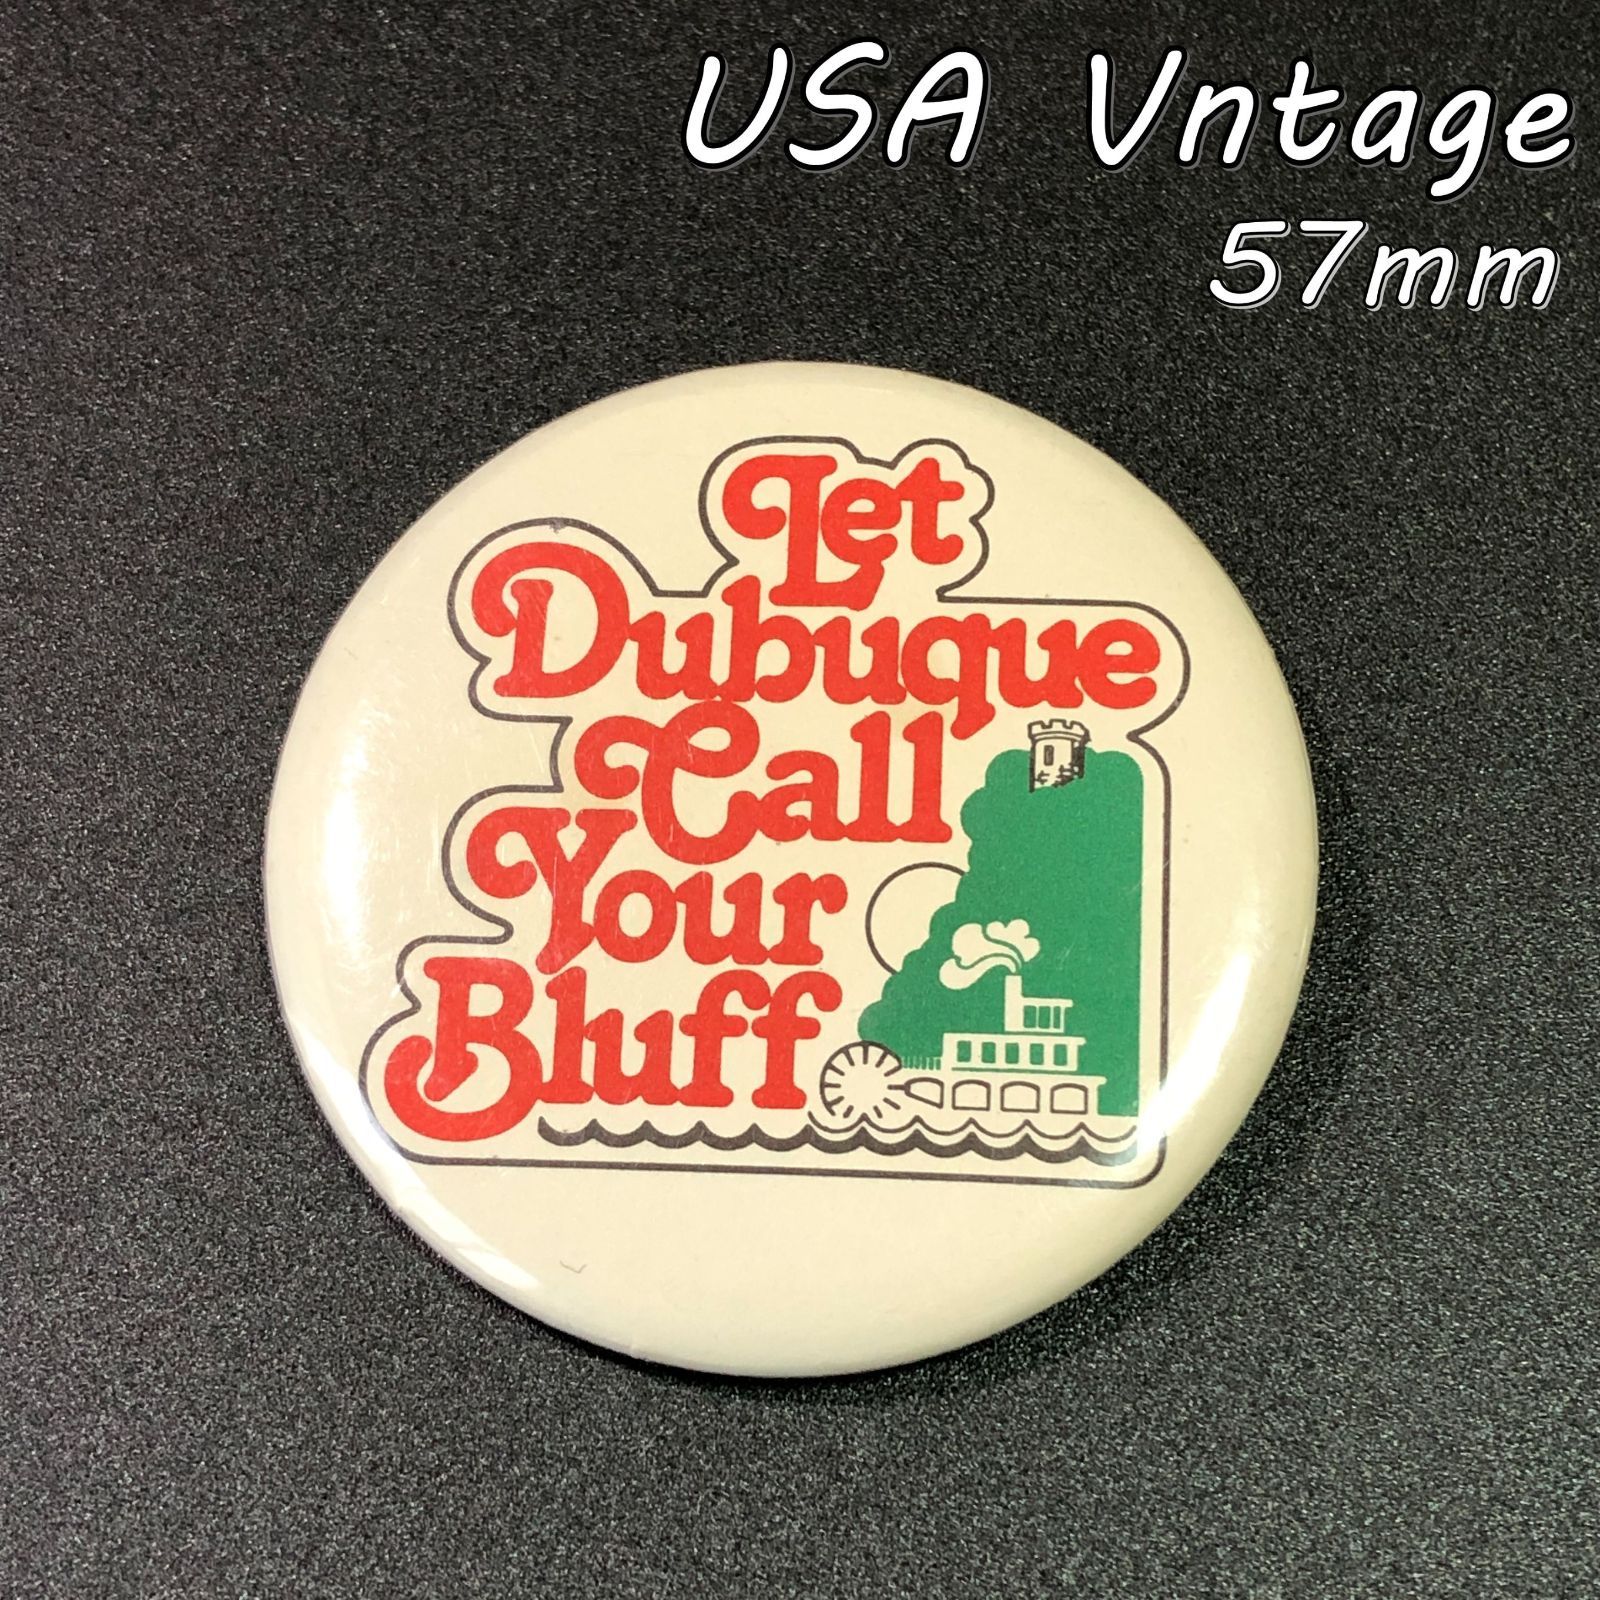 USA Vntage
57mm
Let
Dubuque
Call
Your
Bluff